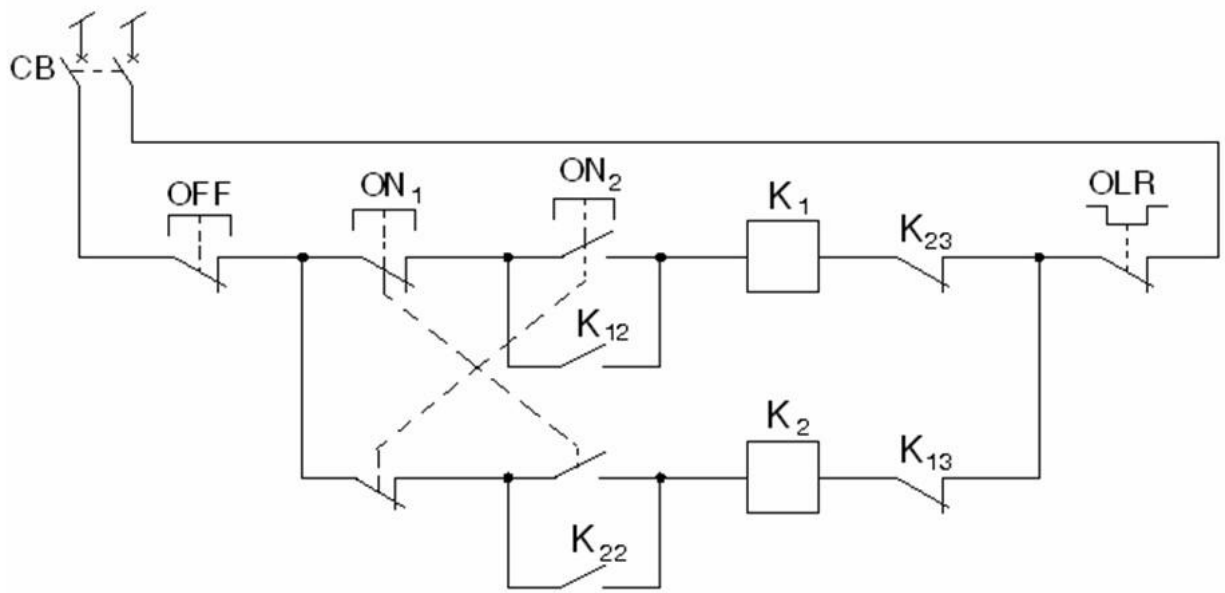 CB
OFF
ON₁
ON₂
K₁
K₂₃
OLR
K₁₂
K₂
K₁₃
K₂₂